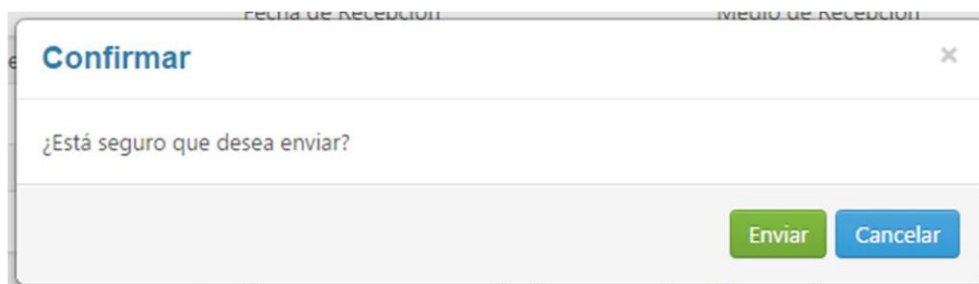 Fecha de Recepción Medio de Recepción
Confirmar ×
¿Está seguro que desea enviar?
Enviar Cancelar